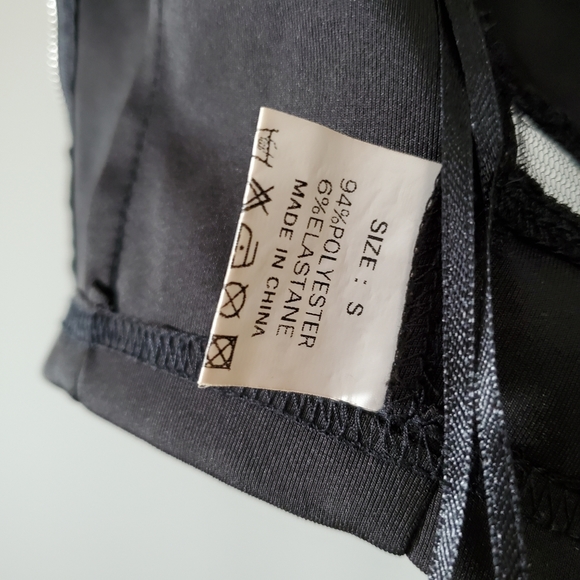 SIZE : S
94%POLYESTER
6%ELASTANE
MADE IN CHINA